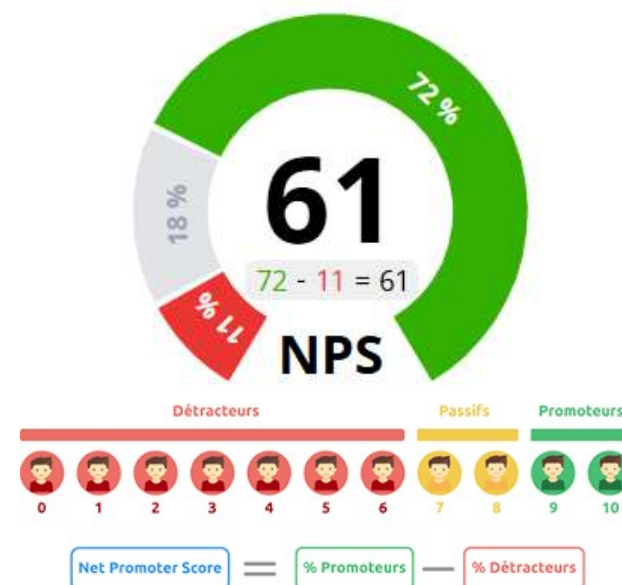 72 %
18 %
11 %
61
72 - 11 = 61
NPS
Détracteurs Passifs Promoteurs
0 1 2 3 4 5 6 7 8 9 10
Net Promoter Score = % Promoteurs — % Détracteurs